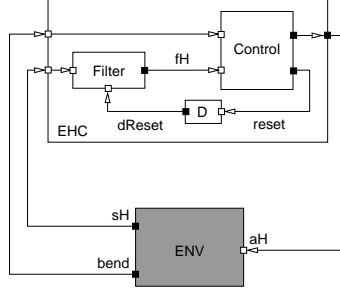 Control
Filter
fH
D
dReset
reset
EHC
sH
aH
ENV
bend